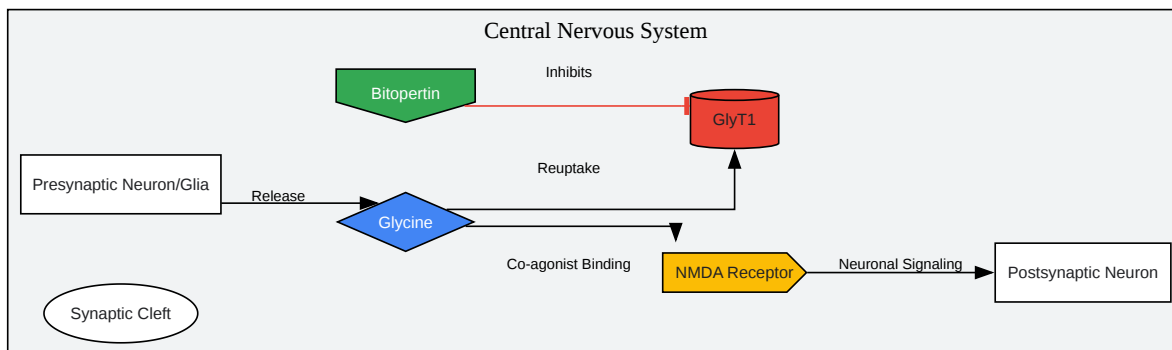 Central Nervous System
Inhibits
Bitopertin
GlyT1
Reuptake
Presynaptic Neuron/Glia
Release
Glycine
Co-agonist Binding
NMDA Receptor
Neuronal Signaling
Postsynaptic Neuron
Synaptic Cleft